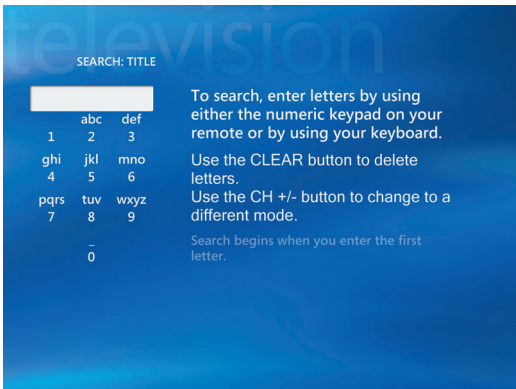 television
SEARCH: TITLE
abc def
1 2 3
ghi jkl mno
4 5 6
pqrs tuv wxyz
7 8 9
_
0
To search, enter letters by using
either the numeric keypad on your
remote or by using your keyboard.
Use the CLEAR button to delete
letters.
Use the CH +/- button to change to a
different mode.
Search begins when you enter the first
letter.